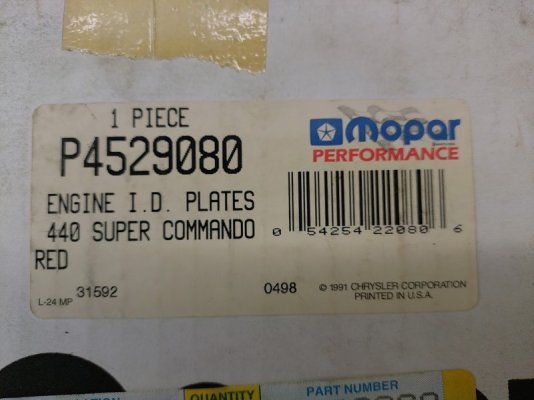 1 PIECE
P4529080
ENGINE I.D. PLATES
440 SUPER COMMANDO
RED
L-24 MP 31592 0498
Mopar
PERFORMANCE
0 54254 22080 6
© 1991 CHRYSLER CORPORATION
PRINTED IN U.S.A.
QUANTITY
PART NUMBER